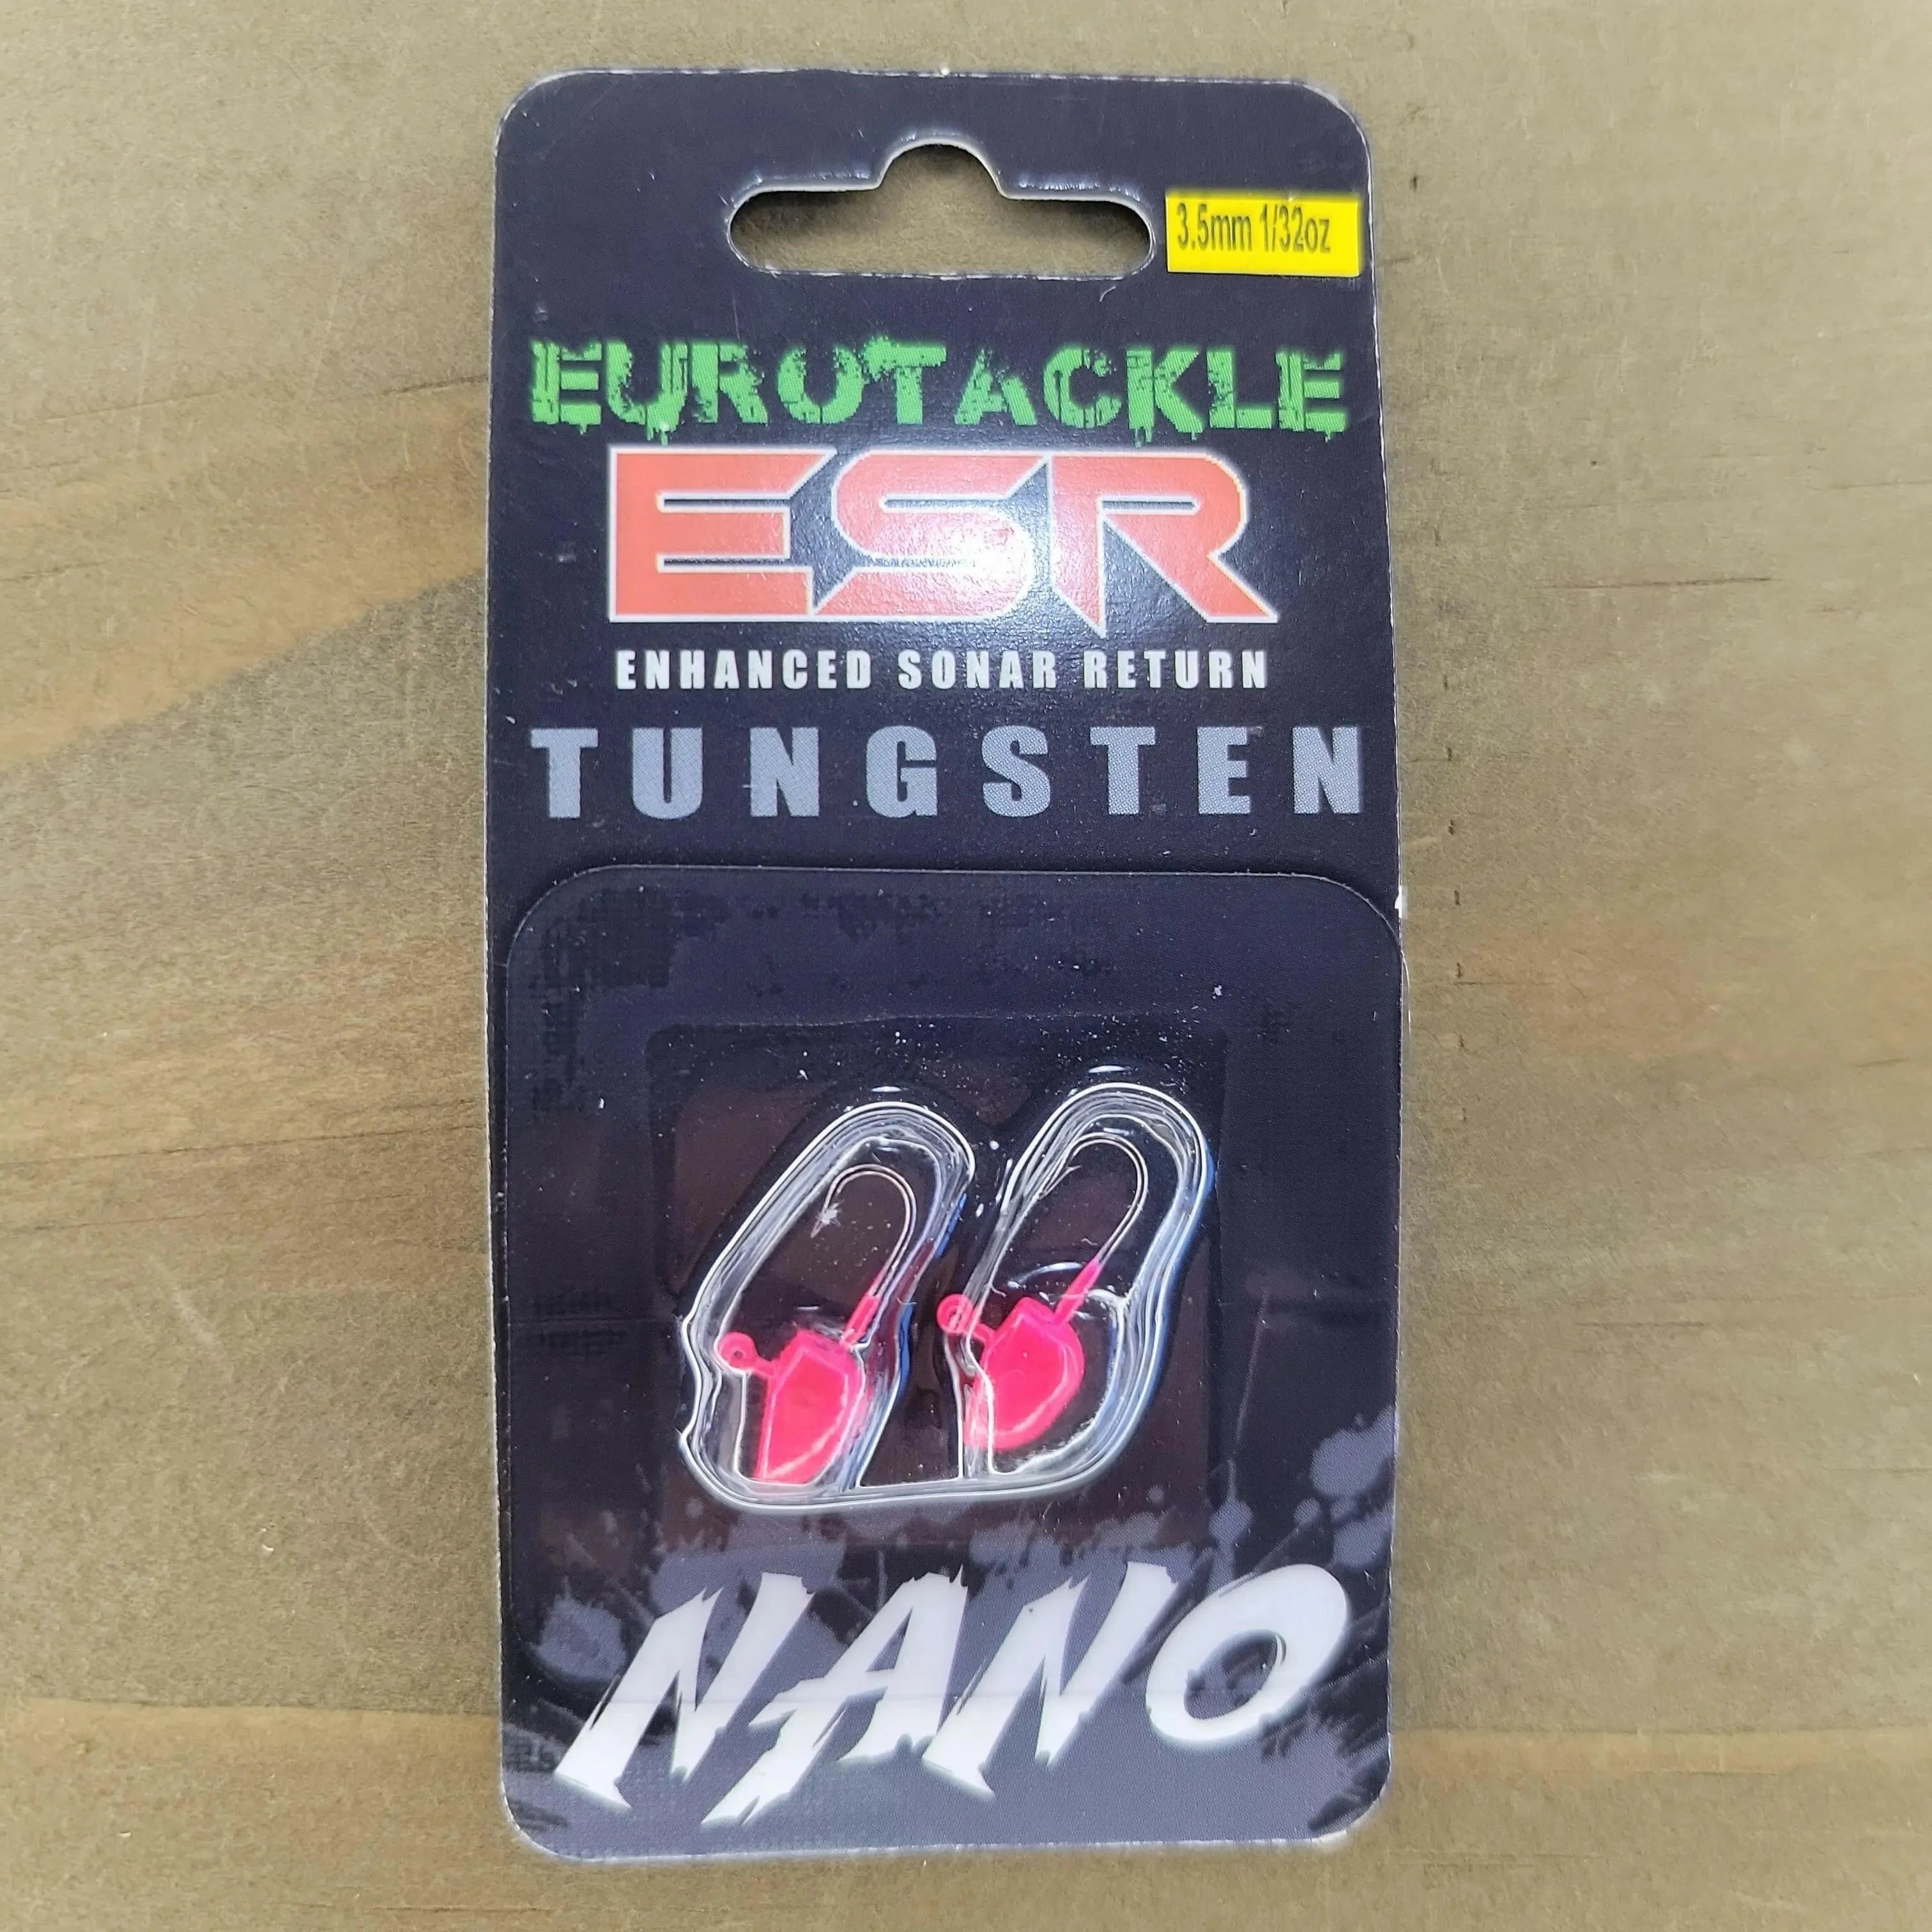 3.5mm 1/32oz
EUROTACKLE
ESR
ENHANCED SONAR RETURN
TUNGSTEN
NANO